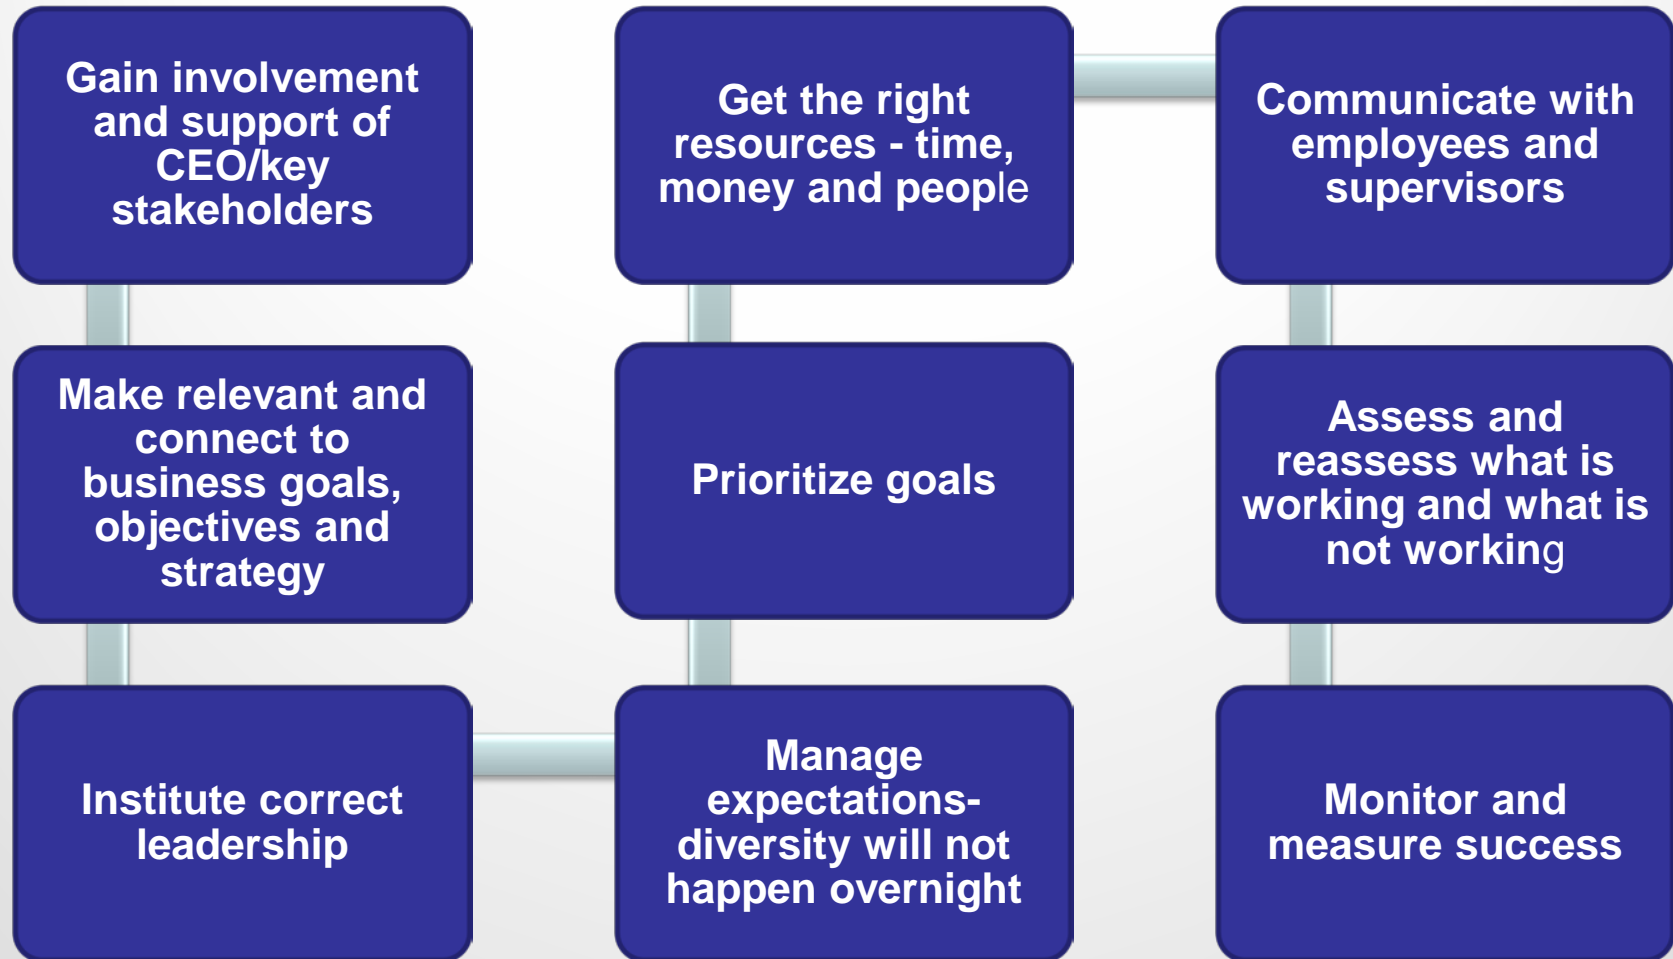 Gain involvement
and support of
CEO/key
stakeholders
Make relevant and
connect to
business goals,
objectives and
strategy
Institute correct
leadership
Manage
expectations-
diversity will not
happen overnight
Prioritize goals
Get the right
resources - time,
money and people
Communicate with
employees and
supervisors
Assess and
reassess what is
working and what is
not working
Monitor and
measure success